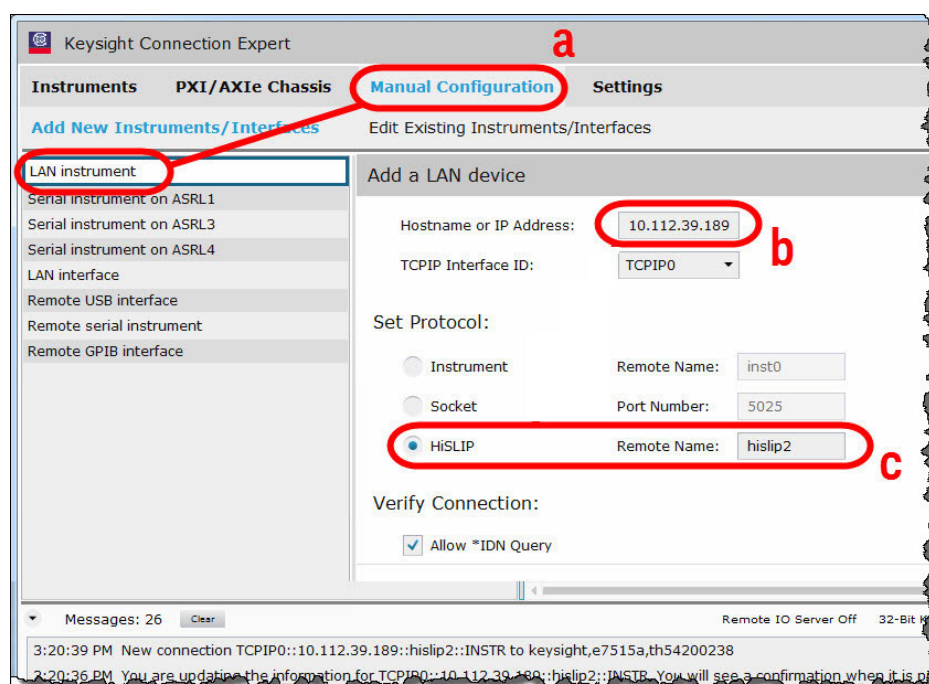 Keysight Connection Expert
a
Instruments PXI/AXIe Chassis Manual Configuration Settings
Add New Instruments/Interfaces Edit Existing Instruments/Interfaces
LAN instrument
Serial instrument on ASRL1
Serial instrument on ASRL3
Serial instrument on ASRL4
LAN interface
Remote USB interface
Remote serial instrument
Remote GPIB interface
Add a LAN device
Hostname or IP Address: 10.112.39.189
b
TCPIP Interface ID: TCPIP0
Set Protocol:
Instrument Remote Name: inst0
Socket Port Number: 5025
HiSLIP Remote Name: hislip2
c
Verify Connection:
Allow *IDN Query
Messages: 26 Clear Remote IO Server Off 32-Bit
3:20:39 PM New connection TCPIP0::10.112.39.189::hislip2::INSTR to keysight,e7515a,th54200238
3:20:36 PM You are updating the information for TCPIP0::10.112.39.189::hislip2::INSTR. You will see a confirmation when it is